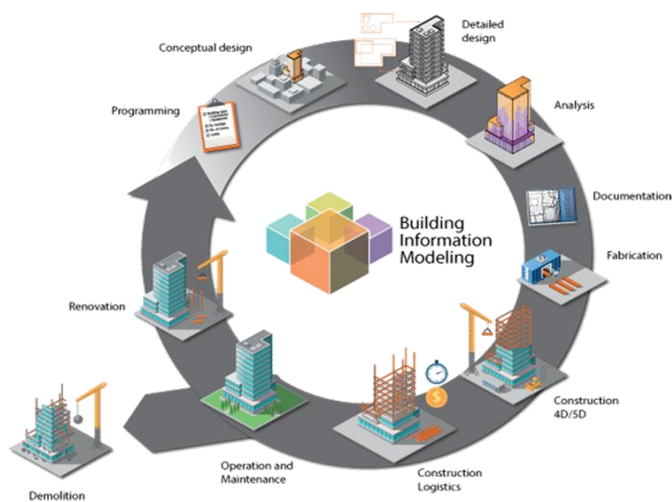 Conceptual design
Detailed
design
Programming
Analysis
Documentation
Building
Information
Modeling
Fabrication
Renovation
Construction
4D/5D
Operation and
Maintenance
Construction
Logistics
Demolition
$